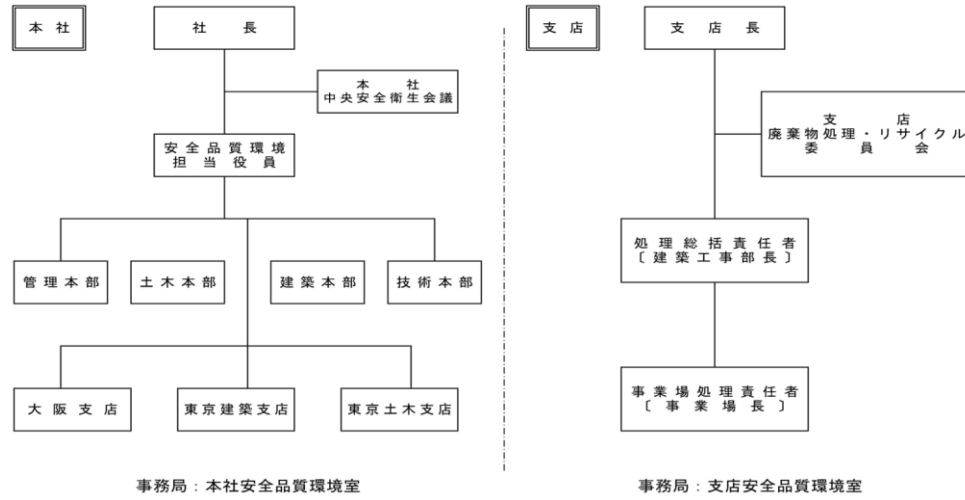 本社
社長
本社
中央安全衛生会議
安全品質環境
担当役員
管理本部
土木本部
建築本部
技術本部
大阪支店
東京建築支店
東京土木支店
事務局：本社安全品質環境室
支店
支店長
支店
廃棄物処理・リサイクル
委員会
処理総括責任者
〔建築工事部長〕
事業場処理責任者
〔事業場長〕
事務局：支店安全品質環境室